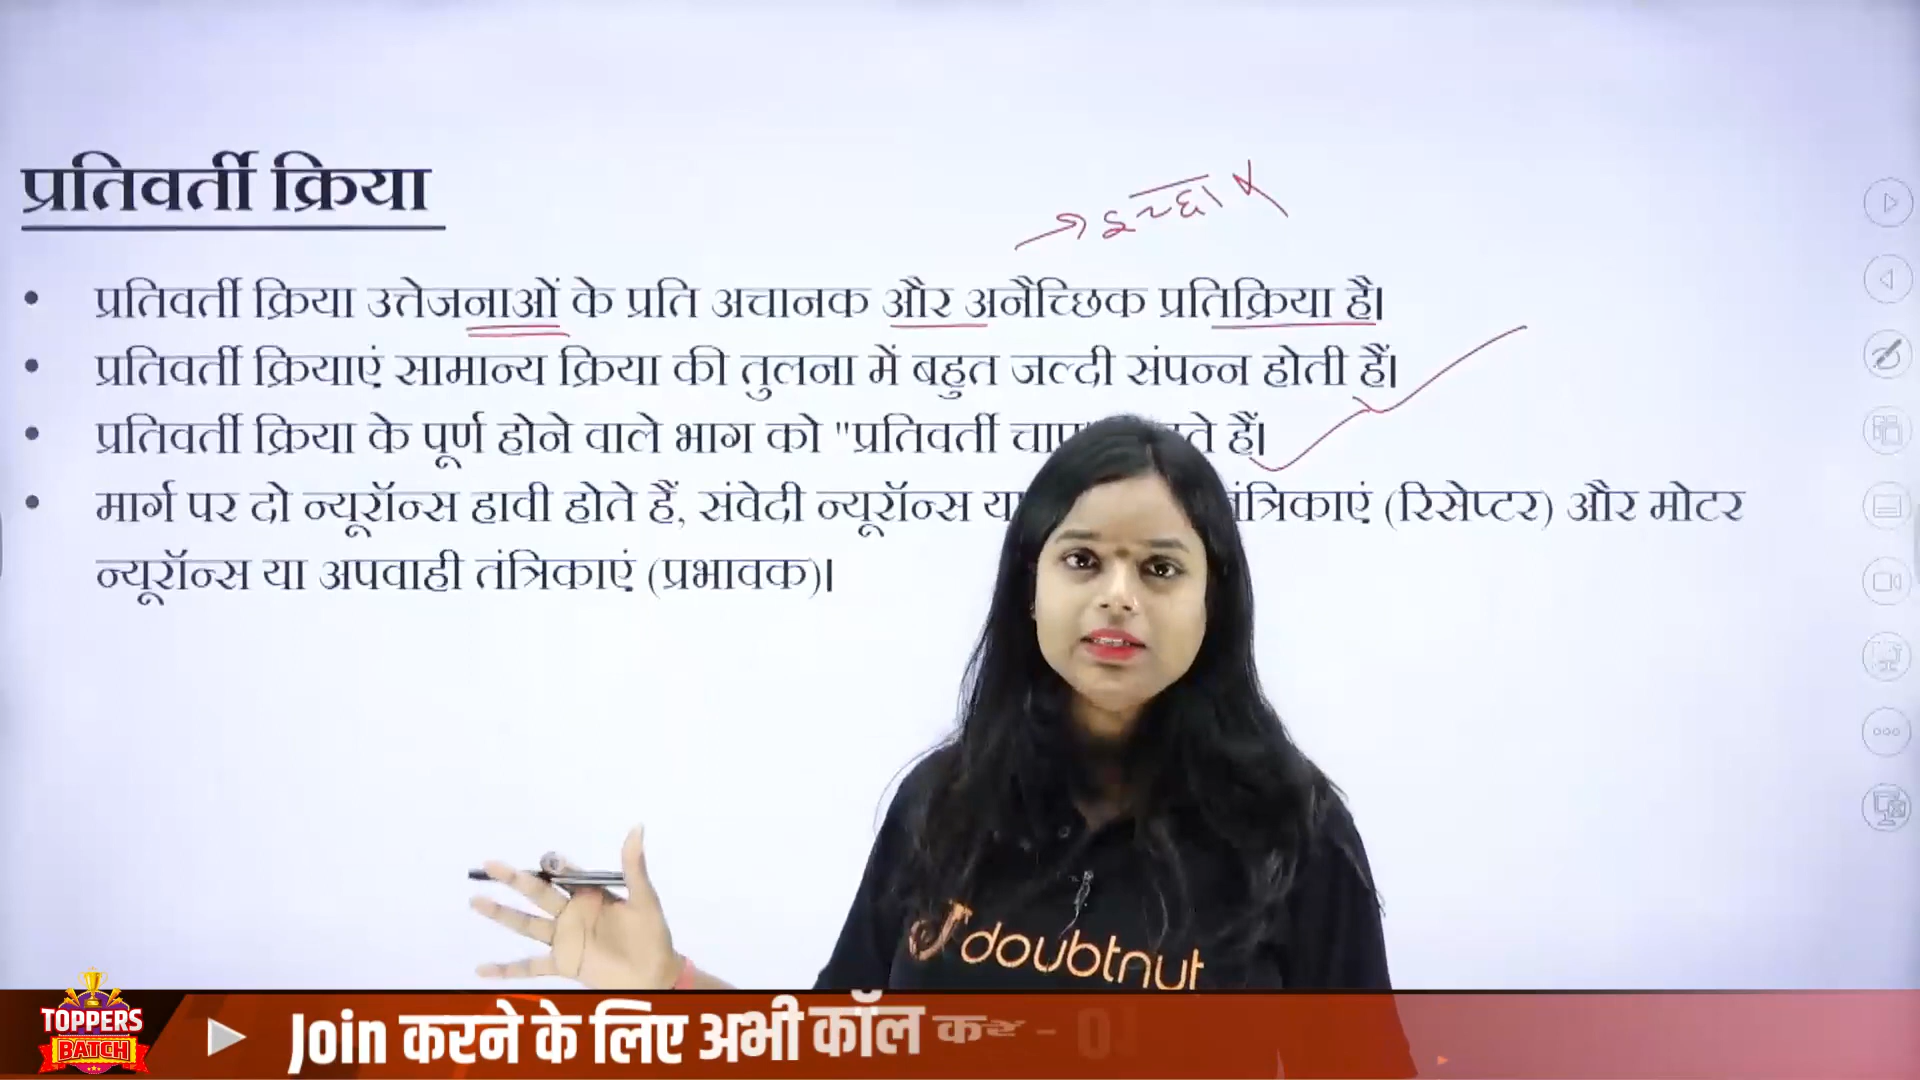 प्रतिवर्ती क्रिया
→ इच्छा
• प्रतिवर्ती क्रिया उत्तेजनाओं के प्रति अचानक और अनैच्छिक प्रतिक्रिया है।
• प्रतिवर्ती क्रियाएं सामान्य क्रिया की तुलना में बहुत जल्दी संपन्न होती हैं।
• प्रतिवर्ती क्रिया के पूर्ण होने वाले भाग को "प्रतिवर्ती हैं।
• मार्ग पर दो न्यूरॉन्स हावी होते हैं, संवेदी न्यूरॉन्स (रिसेप्टर) और मोटर
न्यूरॉन्स या अपवाही तंत्रिकाएं (प्रभावक)।
doubtnut
TOPPERS
BATCH
Join करने के लिए अभी कॉल